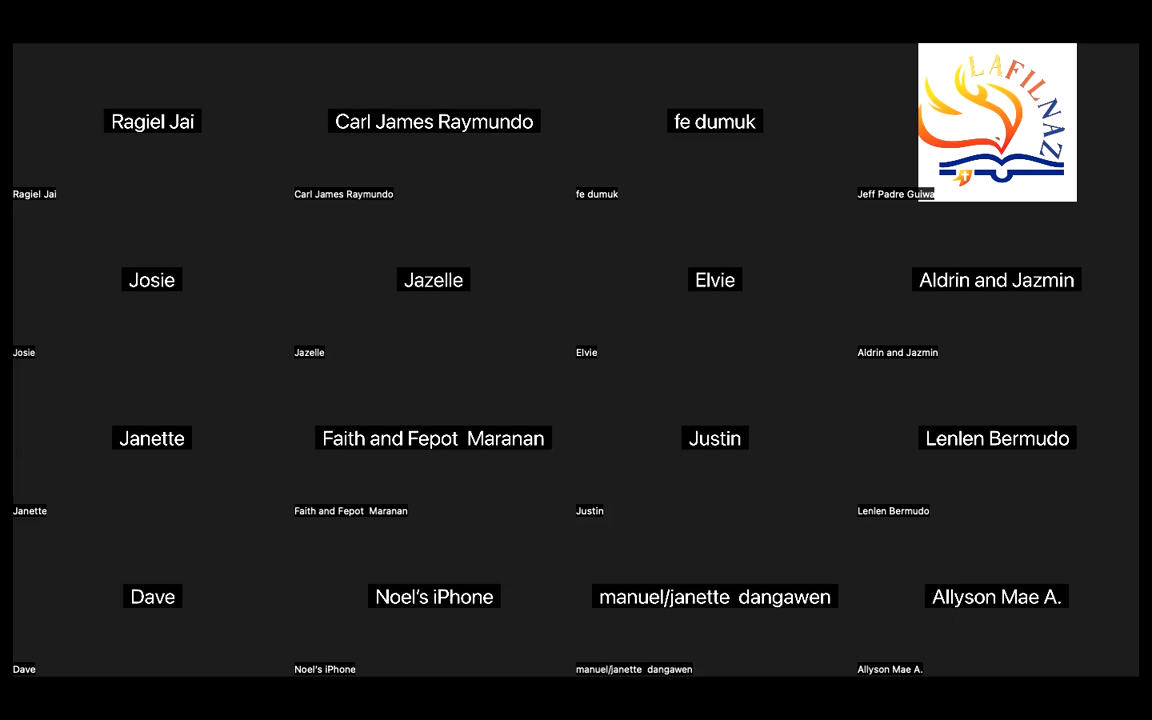 Ragiel Jai
Carl James Raymundo
fe dumuk
LAFILNAZ
Ragiel Jai
Carl James Raymundo
fe dumuk
Jeff Padre Guiwa
Josie
Jazelle
Elvie
Aldrin and Jazmin
Josie
Jazelle
Elvie
Aldrin and Jazmin
Janette
Faith and Fepot Maranan
Justin
Lenlen Bermudo
Janette
Faith and Fepot Maranan
Justin
Lenlen Bermudo
Dave
Noel's iPhone
manuel/janette dangawen
Allyson Mae A.
Dave
Noel's iPhone
manuel/janette dangawen
Allyson Mae A.